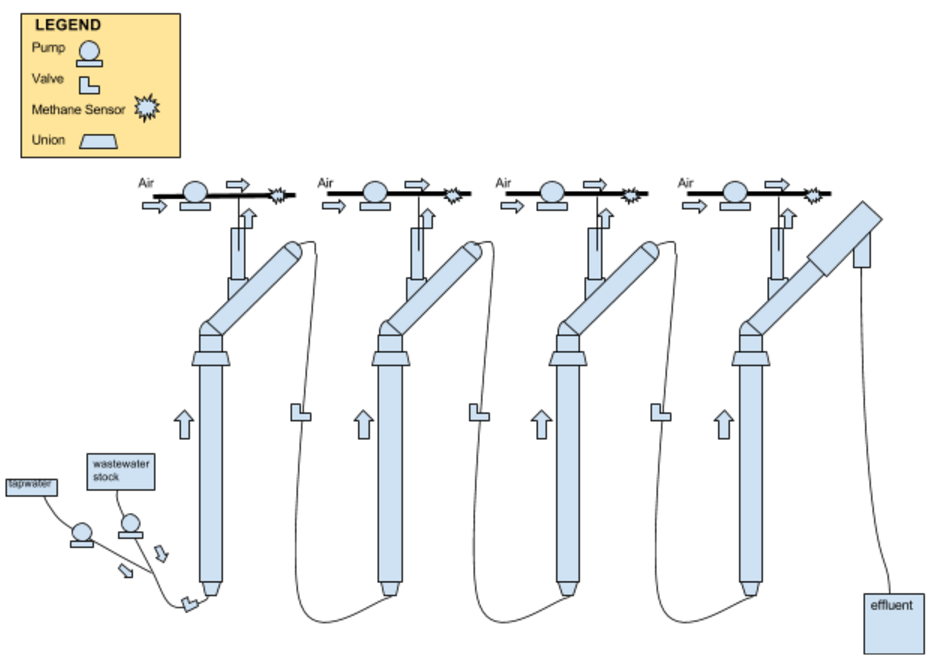 LEGEND
Pump
Valve
Methane Sensor
Union
Air
Air
Air
Air
tapwater
wastewater
stock
effluent